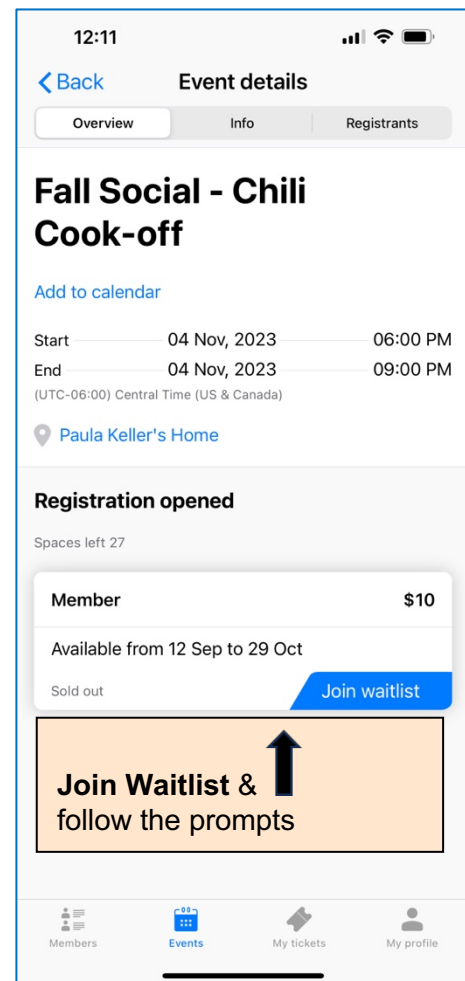 12:11
Back Event details
Overview Info Registrants
Fall Social - Chili
Cook-off
Add to calendar
Start 04 Nov, 2023 06:00 PM
End 04 Nov, 2023 09:00 PM
(UTC-06:00) Central Time (US & Canada)
Paula Keller's Home
Registration opened
Spaces left 27
Member $10
Available from 12 Sep to 29 Oct
Sold out Join waitlist
Join Waitlist &
follow the prompts
Members Events My tickets My profile